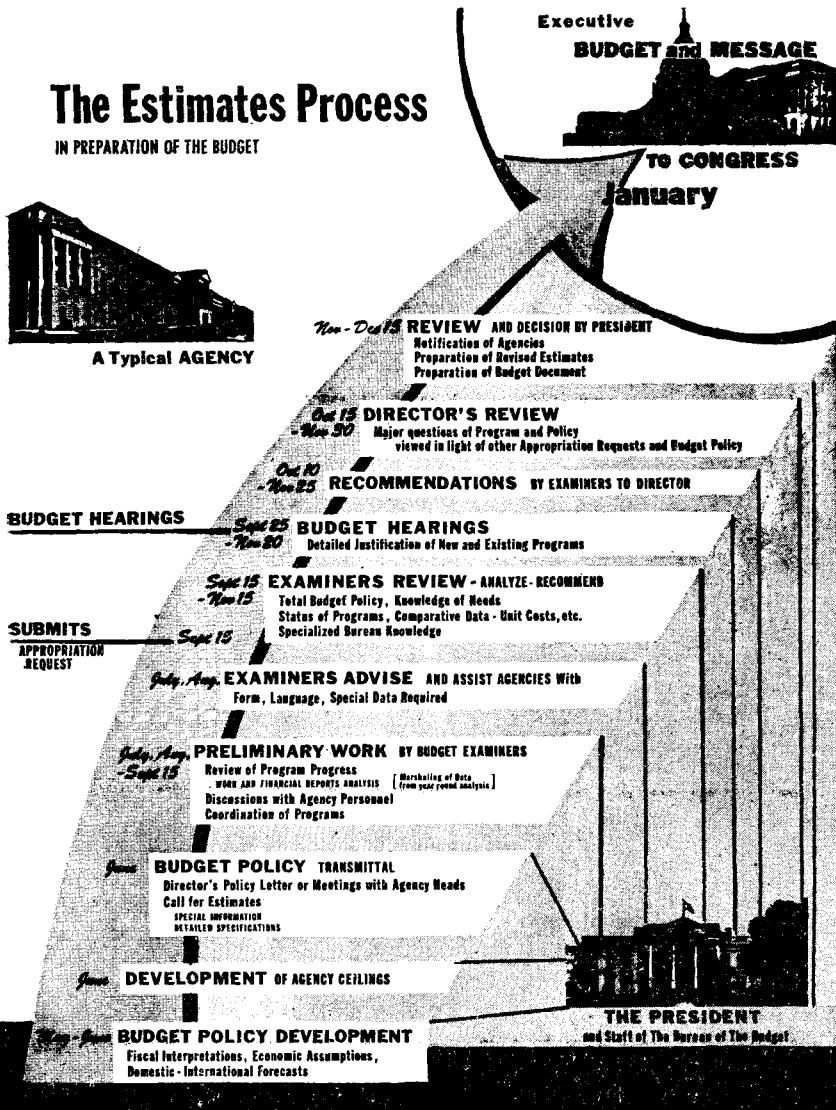 Executive
BUDGET and MESSAGE
TO CONGRESS
January
The Estimates Process
IN PREPARATION OF THE BUDGET
A Typical AGENCY
Nov - Dec 15 REVIEW AND DECISION BY PRESIDENT
Notification of Agencies
Preparation of Revised Estimates
Preparation of Budget Document
Oct 15 - Nov 30 DIRECTOR'S REVIEW
Major questions of Program and Policy
viewed in light of other Appropriation Requests and Budget Policy
Oct 10 - Nov 25 RECOMMENDATIONS BY EXAMINERS TO DIRECTOR
BUDGET HEARINGS
Sept 25 - Nov 20 BUDGET HEARINGS
Detailed Justification of New and Existing Programs
Sept 15 - Nov 15 EXAMINERS REVIEW - ANALYZE - RECOMMEND
Total Budget Policy, Knowledge of Needs
Status of Programs, Comparative Data - Unit Costs, etc.
Specialized Bureau Knowledge
SUBMITS
APPROPRIATION
REQUEST
Sept 15
July, Aug. EXAMINERS ADVISE AND ASSIST AGENCIES With
Form, Language, Special Data Required
July, Aug, - Sept 15 PRELIMINARY WORK BY BUDGET EXAMINERS
Review of Program Progress
. WORK AND FINANCIAL REPORTS ANALYSIS [Marshaling of Data
from year round analysis]
Discussions with Agency Personnel
Coordination of Programs
June BUDGET POLICY TRANSMITTAL
Director's Policy Letter or Meetings with Agency Heads
Call for Estimates
SPECIAL INFORMATION
DETAILED SPECIFICATIONS
June DEVELOPMENT OF AGENCY CEILINGS
May - June BUDGET POLICY DEVELOPMENT
Fiscal Interpretations, Economic Assumptions,
Domestic - International Forecasts
THE PRESIDENT
and Staff of The Bureau of The Budget